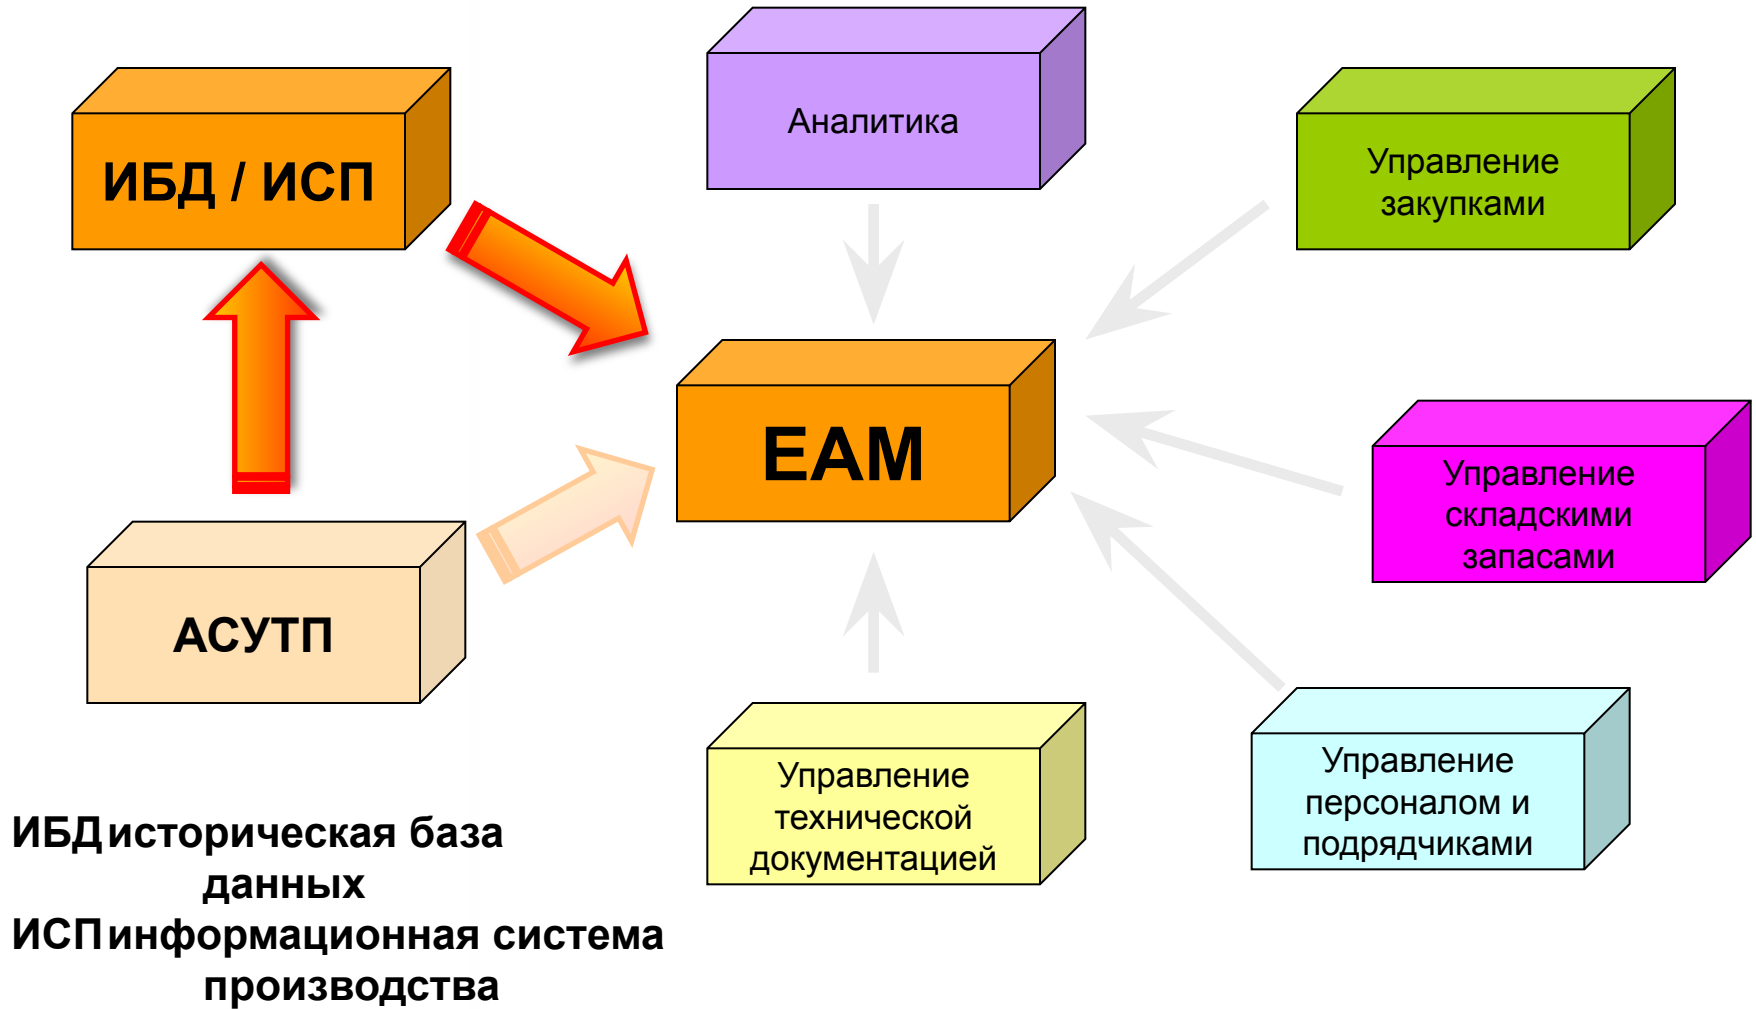 Аналитика
ИБД / ИСП
Управление
закупками
ЕАМ
Управление
складскими
запасами
АСУТП
Управление
технической
документацией
Управление
персоналом и
подрядчиками
ИБД историческая база
данных
ИСП информационная система
производства